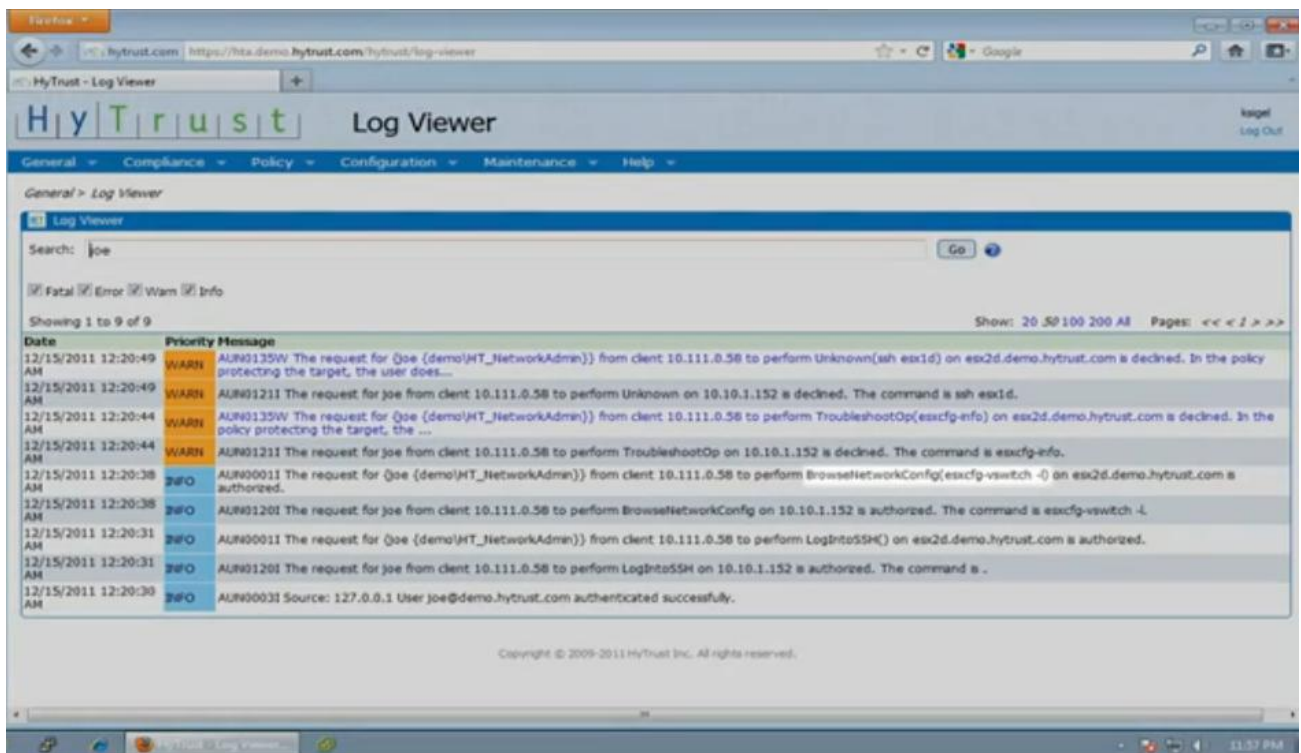 Firefox
hytrust.com https://hta.demo.hytrust.com/hytrust/log-viewer
Google
HyTrust - Log Viewer
HyTrust Log Viewer
ksigel
Log Out
General Compliance Policy Configuration Maintenance Help
General > Log Viewer
Log Viewer
Search: joe Go
Fatal Error Warn Info
Showing 1 to 9 of 9 Show: 20 50 100 200 All Pages: << < 1 > >>
Date Priority Message
12/15/2011 12:20:49 AM WARN AUN0135W The request for {joe {demo\HT_NetworkAdmin}} from client 10.111.0.58 to perform Unknown(ssh esx1d) on esx2d.demo.hytrust.com is declined. In the policy
protecting the target, the user does...
12/15/2011 12:20:49 AM WARN AUN0121I The request for joe from client 10.111.0.58 to perform Unknown on 10.10.1.152 is declined. The command is ssh esx1d.
12/15/2011 12:20:44 AM WARN AUN0135W The request for {joe {demo\HT_NetworkAdmin}} from client 10.111.0.58 to perform TroubleshootOp(esxcfg-info) on esx2d.demo.hytrust.com is declined. In the
policy protecting the target, the ...
12/15/2011 12:20:44 AM WARN AUN0121I The request for joe from client 10.111.0.58 to perform TroubleshootOp on 10.10.1.152 is declined. The command is esxcfg-info.
12/15/2011 12:20:38 AM INFO AUN0001I The request for {joe {demo\HT_NetworkAdmin}} from client 10.111.0.58 to perform BrowseNetworkConfig(esxcfg-vswitch -l) on esx2d.demo.hytrust.com is
authorized.
12/15/2011 12:20:38 AM INFO AUN0120I The request for joe from client 10.111.0.58 to perform BrowseNetworkConfig on 10.10.1.152 is authorized. The command is esxcfg-vswitch -l.
12/15/2011 12:20:31 AM INFO AUN0001I The request for {joe {demo\HT_NetworkAdmin}} from client 10.111.0.58 to perform LogIntoSSH() on esx2d.demo.hytrust.com is authorized.
12/15/2011 12:20:31 AM INFO AUN0120I The request for joe from client 10.111.0.58 to perform LogIntoSSH on 10.10.1.152 is authorized. The command is .
12/15/2011 12:20:30 AM INFO AUN0003I Source: 127.0.0.1 User joe@demo.hytrust.com authenticated successfully.
Copyright © 2009-2011 HyTrust Inc. All rights reserved.
HyTrust - Log Viewer...
11:57 PM